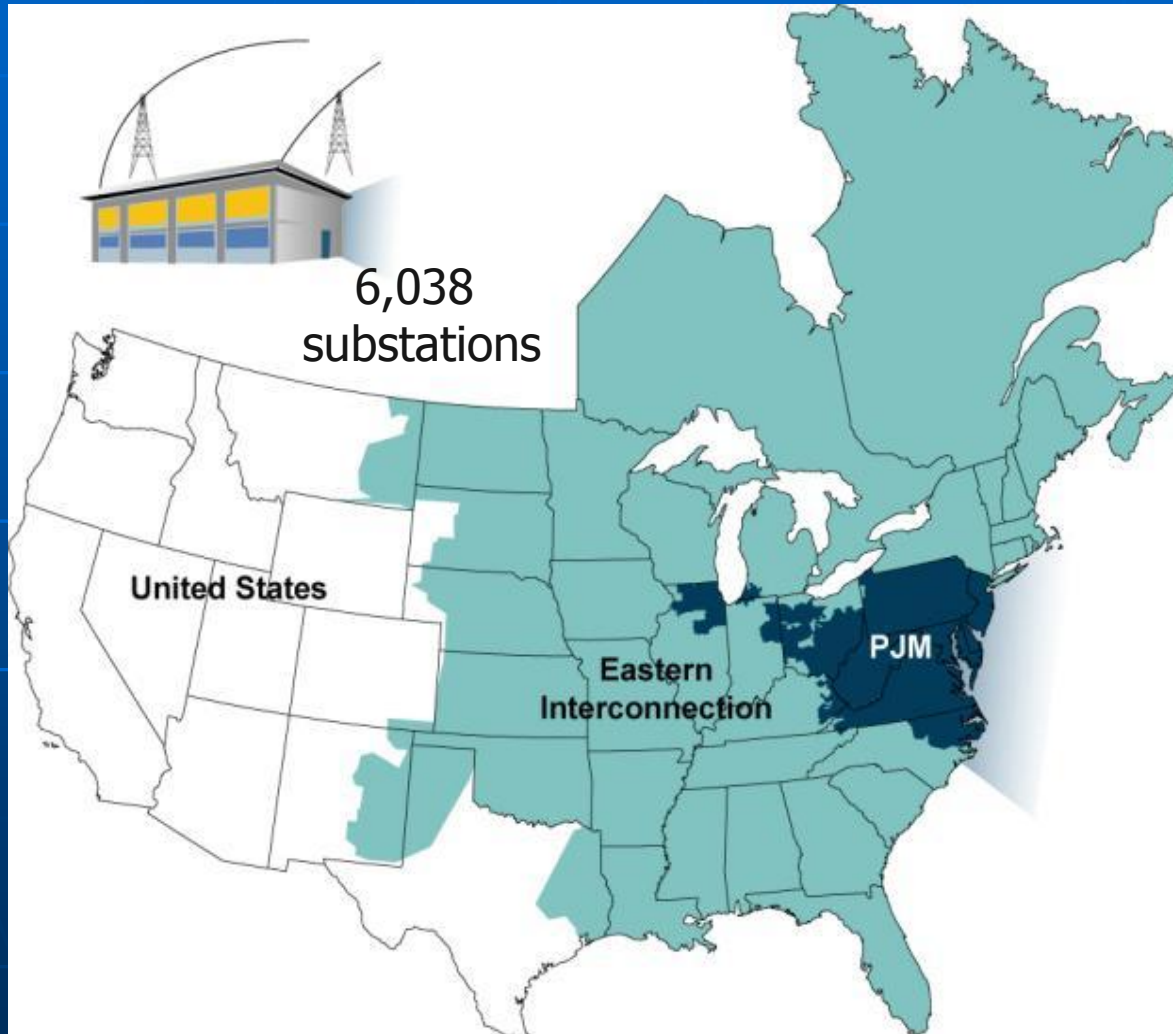 6,038
substations
United States
Eastern
Interconnection
PJM